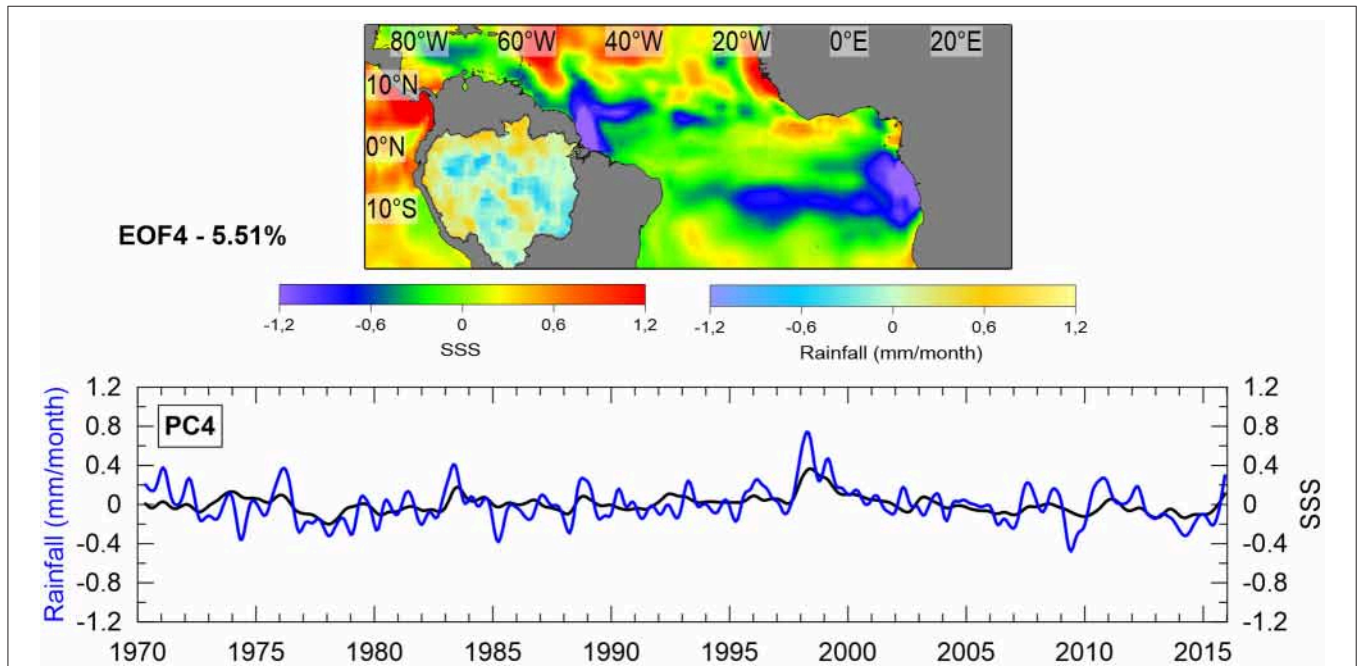 80°W 60°W 40°W 20°W 0°E 20°E
10°N
0°N
10°S
EOF4 - 5.51%
-1,2 -0,6 0 0,6 1,2
SSS
-1,2 -0,6 0 0,6 1,2
Rainfall (mm/month)
PC4
Rainfall (mm/month)
1.2
0.8
0.4
0
-0.4
-0.8
-1.2
1.2
0.8
0.4
0
-0.4
-0.8
-1.2
SSS
1970 1975 1980 1985 1990 1995 2000 2005 2010 2015